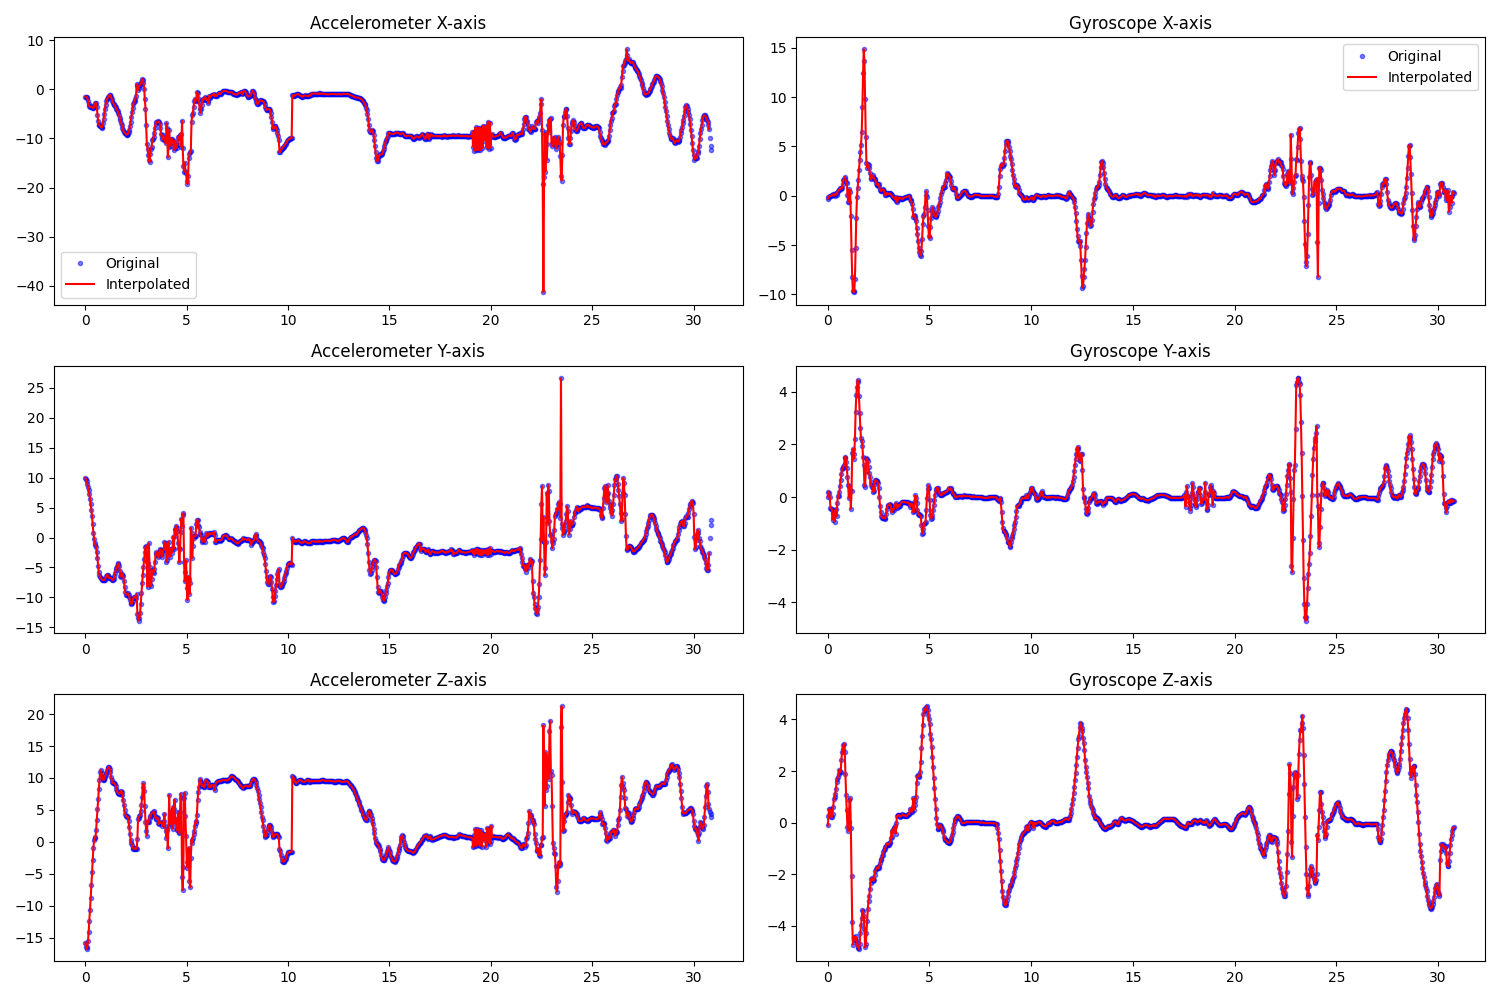 Accelerometer X-axis
10
0
−10
−20
−30
−40
Original
Interpolated
0 5 10 15 20 25 30
Gyroscope X-axis
15
10
5
0
−5
−10
Original
Interpolated
0 5 10 15 20 25 30
Accelerometer Y-axis
25
20
15
10
5
0
−5
−10
−15
0 5 10 15 20 25 30
Gyroscope Y-axis
4
2
0
−2
−4
0 5 10 15 20 25 30
Accelerometer Z-axis
20
15
10
5
0
−5
−10
−15
0 5 10 15 20 25 30
Gyroscope Z-axis
4
2
0
−2
−4
0 5 10 15 20 25 30